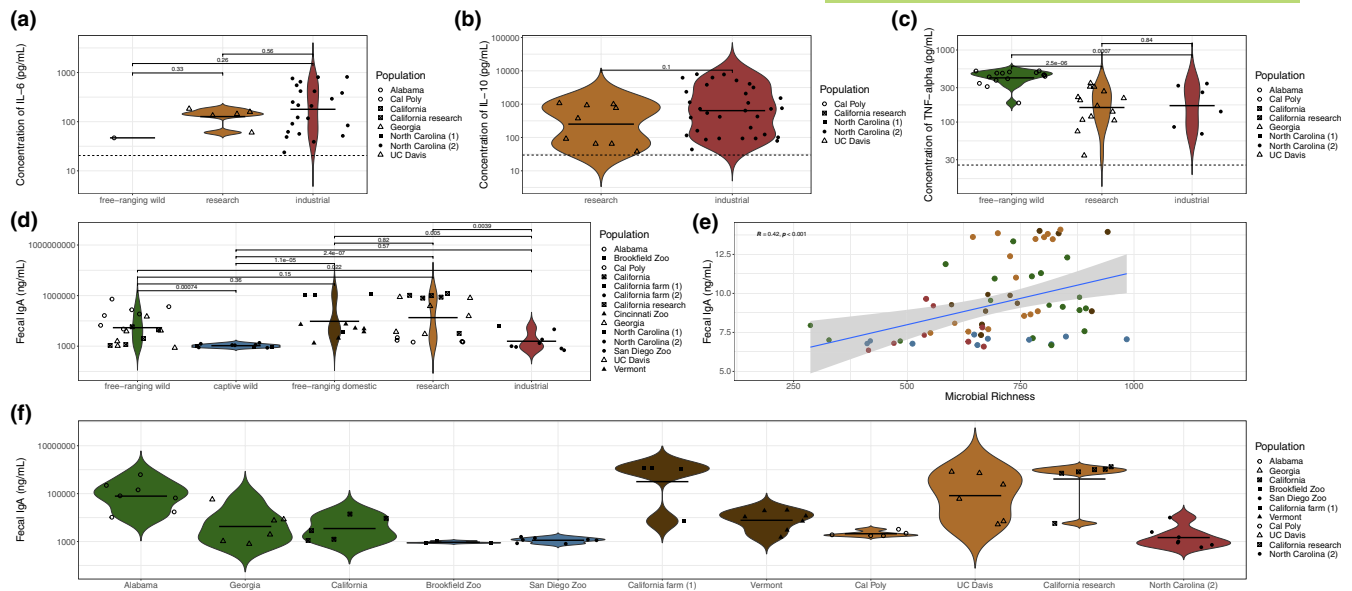 (a)
Concentration of IL−6 (pg/mL)
1000
100
10
0.56
0.26
0.33
free−ranging wild
research
industrial
Population
Alabama
Cal Poly
California
California research
Georgia
North Carolina (1)
North Carolina (2)
UC Davis
(b)
Concentration of IL−10 (pg/mL)
100000
10000
1000
100
10
0.1
research
industrial
Population
Cal Poly
California research
North Carolina (1)
North Carolina (2)
UC Davis
(c)
Concentration of TNF−alpha (pg/mL)
1000
300
100
30
0.84
0.0007
2.5e−06
free−ranging wild
research
industrial
Population
Alabama
Cal Poly
California
California research
Georgia
North Carolina (1)
North Carolina (2)
UC Davis
(d)
Fecal IgA (ng/mL)
1000000000
1000000
1000
0.0039
0.005
0.57
0.82
2.4e−07
1.1e−05
0.022
0.15
0.36
0.00074
free−ranging wild
captive wild
free−ranging domestic
research
industrial
Population
Alabama
Brookfield Zoo
Cal Poly
California
California farm (1)
California farm (2)
California research
Cincinnati Zoo
Georgia
North Carolina (1)
North Carolina (2)
San Diego Zoo
UC Davis
Vermont
(e)
Fecal IgA (ng/mL)
12.5
10.0
7.5
5.0
R = 0.42, p < 0.001
250
500
750
1000
Microbial Richness
(f)
Fecal IgA (ng/mL)
10000000
100000
1000
Alabama
Georgia
California
Brookfield Zoo
San Diego Zoo
California farm (1)
Vermont
Cal Poly
UC Davis
California research
North Carolina (2)
Population
Alabama
Georgia
California
Brookfield Zoo
San Diego Zoo
California farm (1)
Vermont
Cal Poly
UC Davis
California research
North Carolina (2)